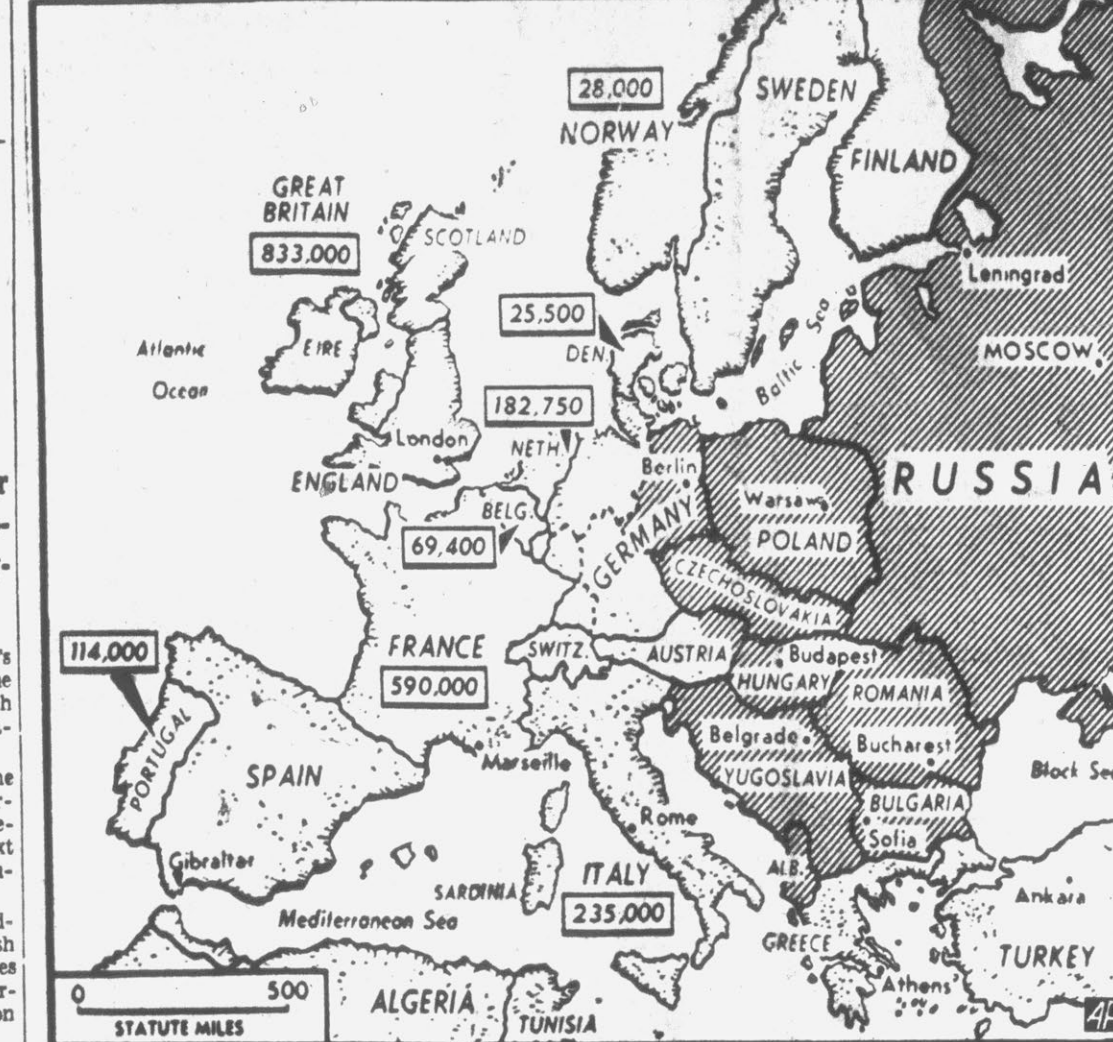 28,000
NORWAY
SWEDEN
FINLAND
GREAT
BRITAIN
833,000
SCOTLAND
Leningrad
25,500
DEN.
EIRE
Atlantic
Ocean
MOSCOW
Baltic Sea
182,750
London
NETH.
ENGLAND
Berlin
RUSSIA
Warsaw
BELG.
69,400
GERMANY
POLAND
CZECHOSLOVAKIA
114,000
FRANCE
590,000
SWITZ.
AUSTRIA
Budapest
HUNGARY
ROMANIA
PORTUGAL
SPAIN
Marseille
Belgrade
Bucharest
YUGOSLAVIA
Black Se
BULGARIA
Sofia
Rome
Gibraltar
SARDINIA
ITALY
235,000
ALB.
Ankara
Mediterranean Sea
GREECE
TURKEY
Athens
0 500
STATUTE MILES
ALGERIA
TUNISIA